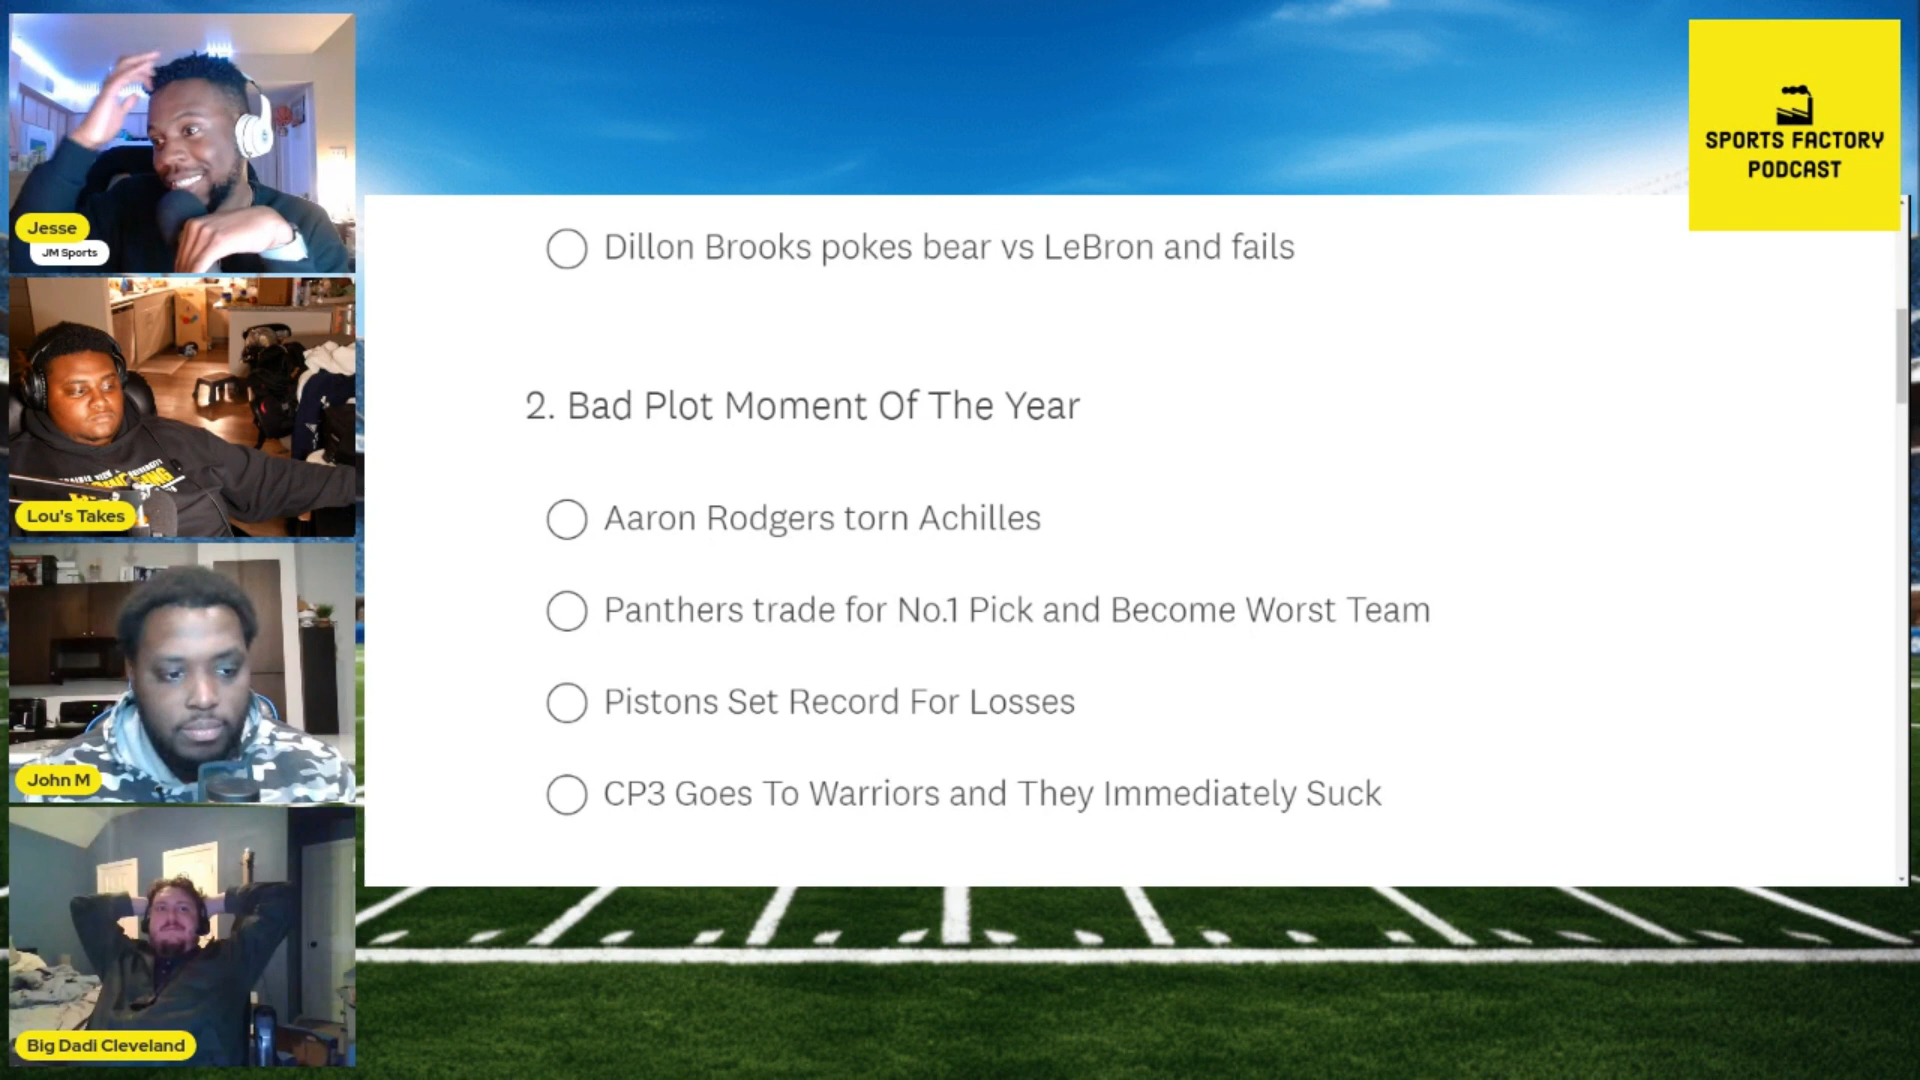 SPORTS FACTORY
PODCAST
Jesse
JM Sports
Lou's Takes
John M
Big Dadi Cleveland
Dillon Brooks pokes bear vs LeBron and fails
2. Bad Plot Moment Of The Year
Aaron Rodgers torn Achilles
Panthers trade for No.1 Pick and Become Worst Team
Pistons Set Record For Losses
CP3 Goes To Warriors and They Immediately Suck